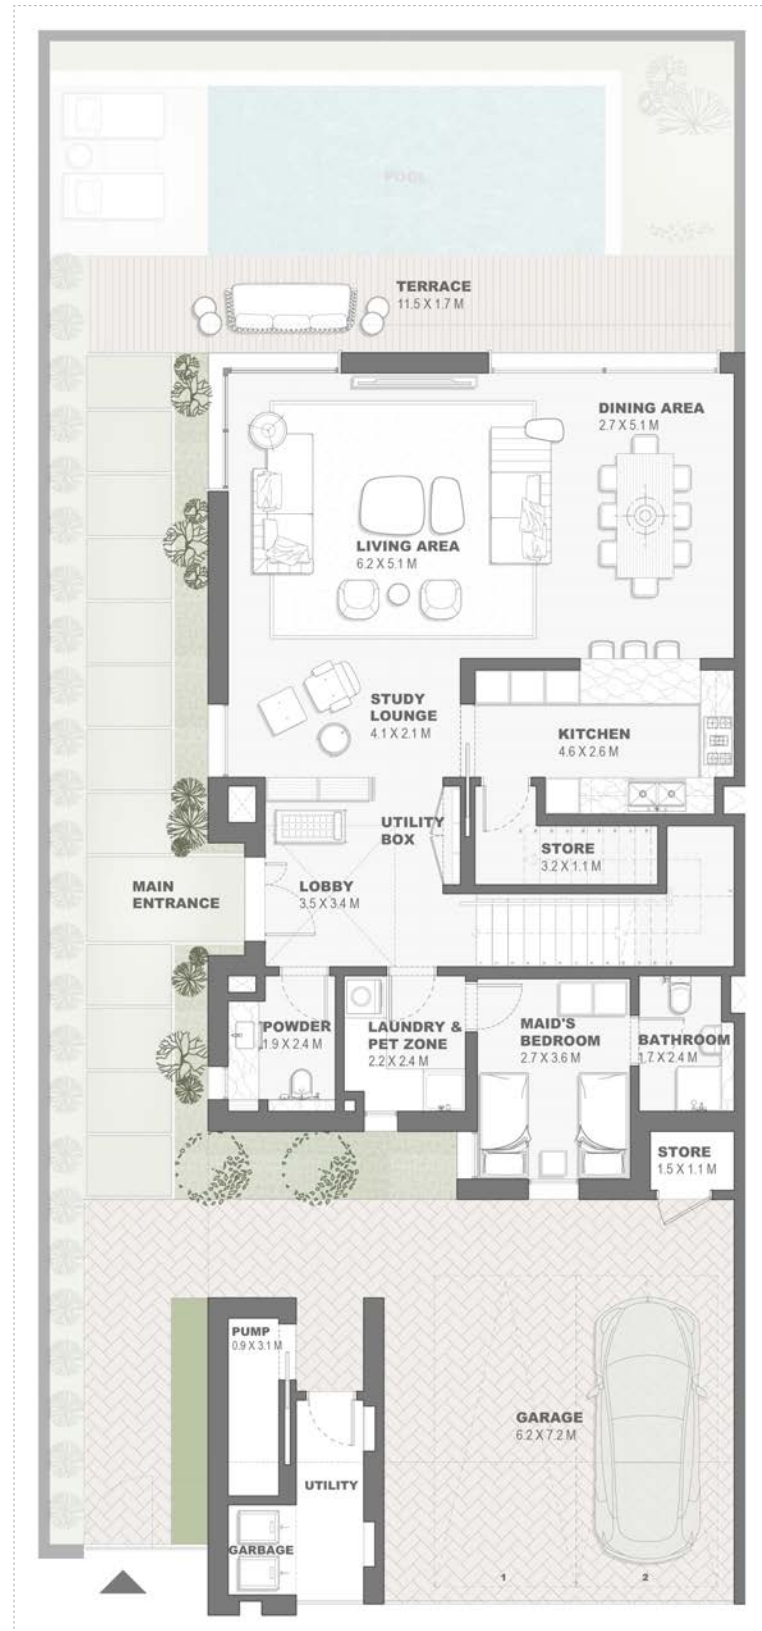 POOL
TERRACE
11.5 X 1.7 M
DINING AREA
2.7 X 5.1 M
LIVING AREA
6.2 X 5.1 M
STUDY
LOUNGE
4.1 X 2.1 M
KITCHEN
4.6 X 2.6 M
UTILITY
BOX
STORE
3.2 X 1.1 M
MAIN
ENTRANCE
LOBBY
3.5 X 3.4 M
POWDER
1.9 X 2.4 M
LAUNDRY &
PET ZONE
2.2 X 2.4 M
MAID'S
BEDROOM
2.7 X 3.6 M
BATHROOM
1.7 X 2.4 M
STORE
1.5 X 1.1 M
PUMP
0.9 X 3.1 M
GARAGE
6.2 X 7.2 M
UTILITY
GARBAGE
1
2